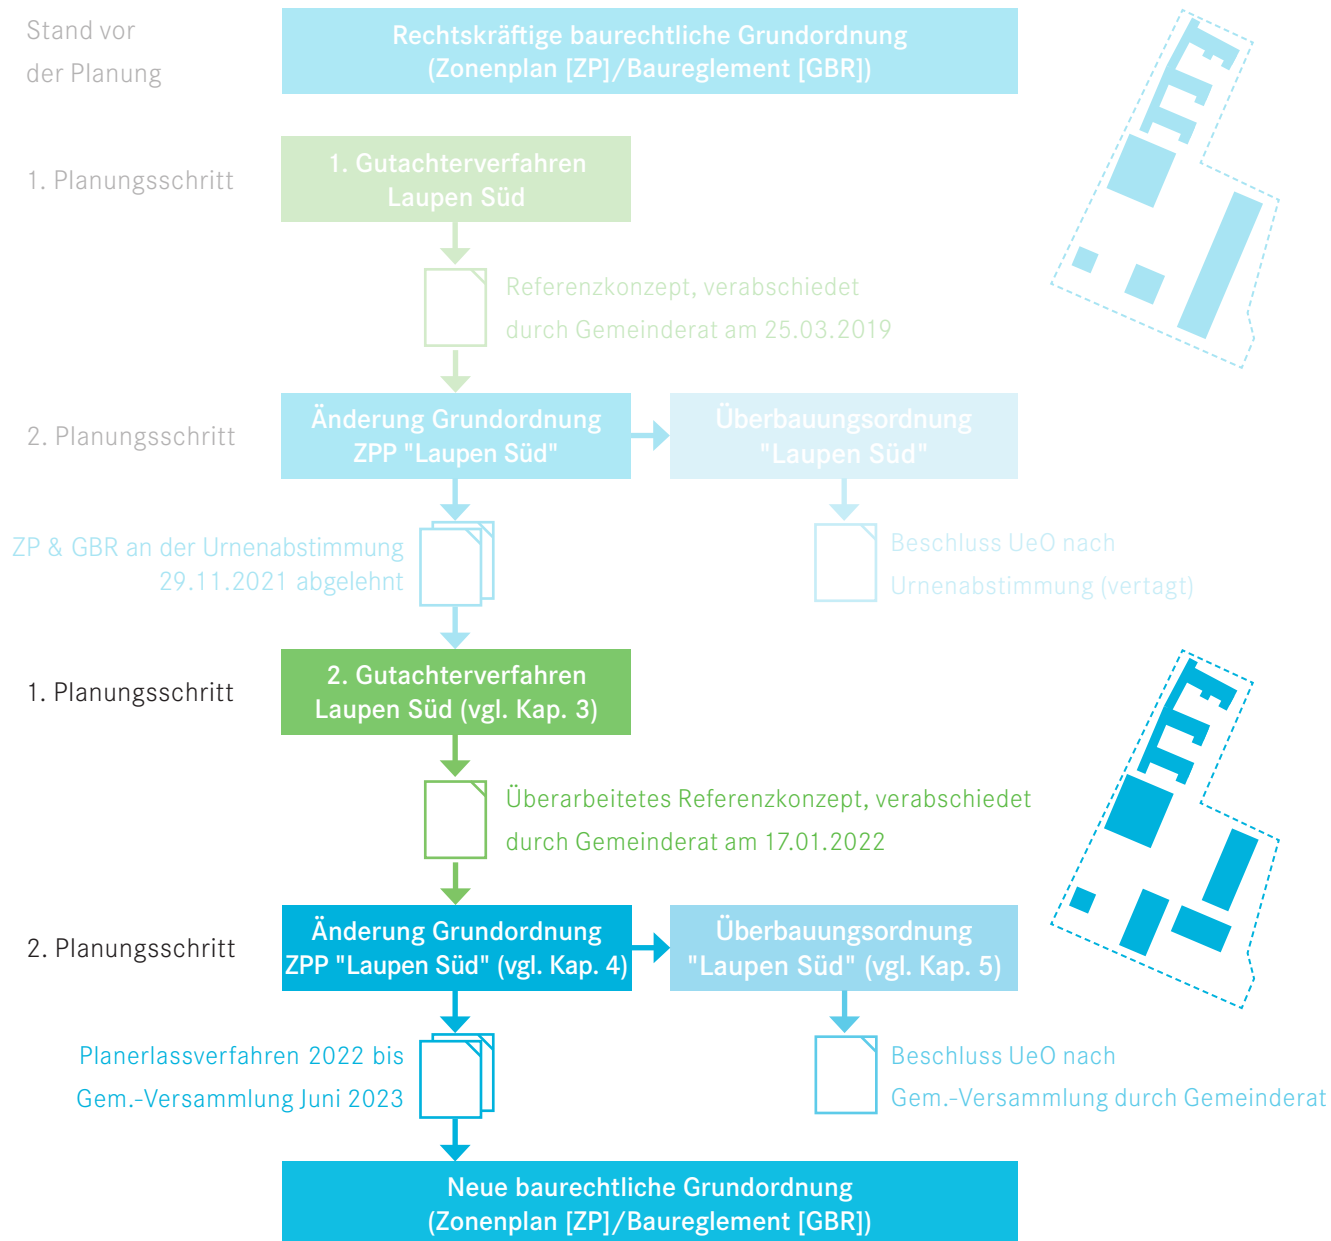 Stand vor
der Planung
Rechtskräftige baurechtliche Grundordnung
(Zonenplan [ZP]/Baureglement [GBR])
1. Planungsschritt
1. Gutachterverfahren
Laupen Süd
Referenzkonzept, verabschiedet
durch Gemeinderat am 25.03.2019
2. Planungsschritt
Änderung Grundordnung
ZPP "Laupen Süd"
Überbauungsordnung
"Laupen Süd"
ZP & GBR an der Urnenabstimmung
29.11.2021 abgelehnt
Beschluss UeO nach
Urnenabstimmung (vertagt)
1. Planungsschritt
2. Gutachterverfahren
Laupen Süd (vgl. Kap. 3)
Überarbeitetes Referenzkonzept, verabschiedet
durch Gemeinderat am 17.01.2022
2. Planungsschritt
Änderung Grundordnung
ZPP "Laupen Süd" (vgl. Kap. 4)
Überbauungsordnung
"Laupen Süd" (vgl. Kap. 5)
Planerlassverfahren 2022 bis
Gem.-Versammlung Juni 2023
Beschluss UeO nach
Gem.-Versammlung durch Gemeinderat
Neue baurechtliche Grundordnung
(Zonenplan [ZP]/Baureglement [GBR])